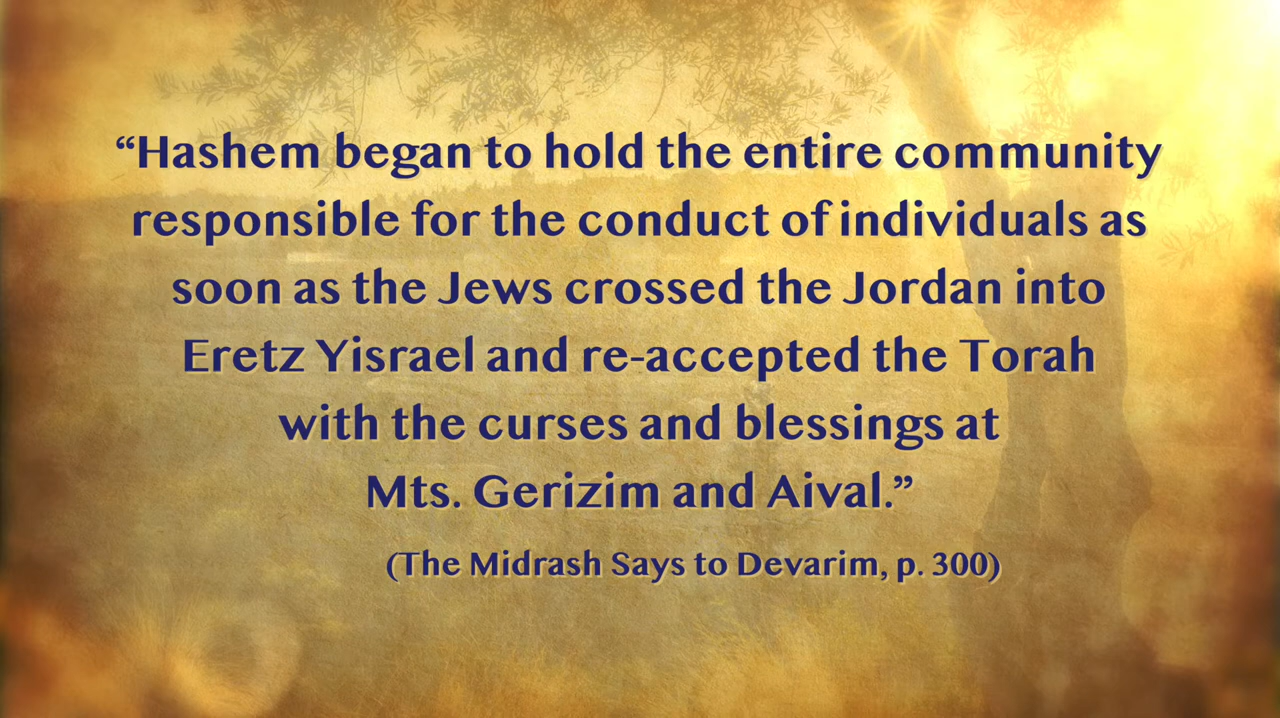 “Hashem began to hold the entire community
responsible for the conduct of individuals as
soon as the Jews crossed the Jordan into
Eretz Yisrael and re-accepted the Torah
with the curses and blessings at
Mts. Gerizim and Aival.”
(The Midrash Says to Devarim, p. 300)